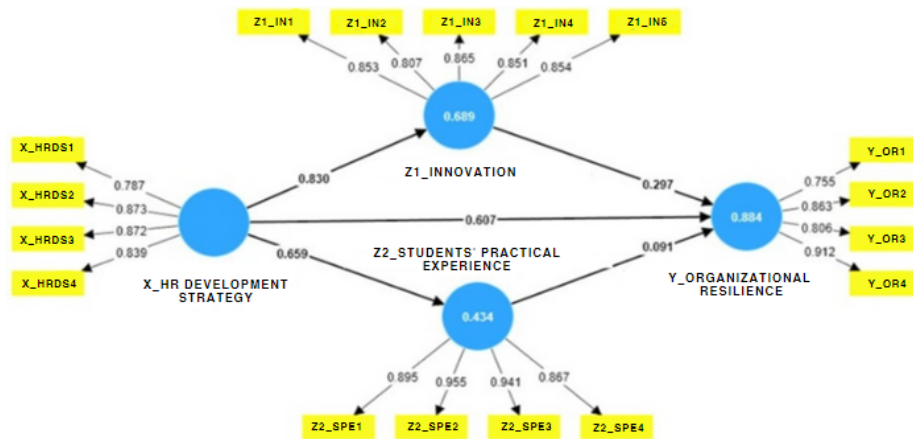 Z1_IN1
Z1_IN2
Z1_IN3
Z1_IN4
Z1_IN5
0.853
0.807
0.865
0.851
0.854
0.689
Z1_INNOVATION
X_HRDS1
X_HRDS2
X_HRDS3
X_HRDS4
0.787
0.873
0.872
0.839
X_HR DEVELOPMENT
STRATEGY
0.830
0.607
0.659
0.297
0.091
Z2_STUDENTS' PRACTICAL
EXPERIENCE
0.434
0.884
Y_ORGANIZATIONAL
RESILIENCE
0.755
0.863
0.806
0.912
Y_OR1
Y_OR2
Y_OR3
Y_OR4
0.895
0.955
0.941
0.867
Z2_SPE1
Z2_SPE2
Z2_SPE3
Z2_SPE4